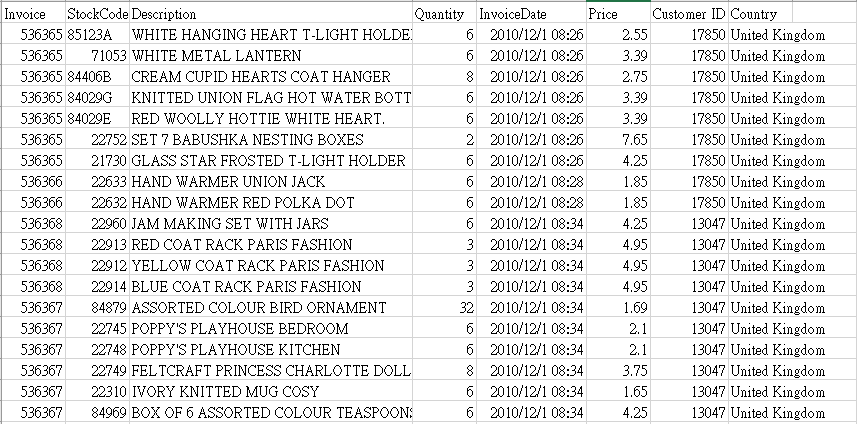 Invoice StockCode Description Quantity InvoiceDate Price Customer ID Country
536365 85123A WHITE HANGING HEART T-LIGHT HOLDE 6 2010/12/1 08:26 2.55 17850 United Kingdom
536365 71053 WHITE METAL LANTERN 6 2010/12/1 08:26 3.39 17850 United Kingdom
536365 84406B CREAM CUPID HEARTS COAT HANGER 8 2010/12/1 08:26 2.75 17850 United Kingdom
536365 84029G KNITTED UNION FLAG HOT WATER BOTT 6 2010/12/1 08:26 3.39 17850 United Kingdom
536365 84029E RED WOOLLY HOTTIE WHITE HEART. 6 2010/12/1 08:26 3.39 17850 United Kingdom
536365 22752 SET 7 BABUSHKA NESTING BOXES 2 2010/12/1 08:26 7.65 17850 United Kingdom
536365 21730 GLASS STAR FROSTED T-LIGHT HOLDER 6 2010/12/1 08:26 4.25 17850 United Kingdom
536366 22633 HAND WARMER UNION JACK 6 2010/12/1 08:28 1.85 17850 United Kingdom
536366 22632 HAND WARMER RED POLKA DOT 6 2010/12/1 08:28 1.85 17850 United Kingdom
536368 22960 JAM MAKING SET WITH JARS 6 2010/12/1 08:34 4.25 13047 United Kingdom
536368 22913 RED COAT RACK PARIS FASHION 3 2010/12/1 08:34 4.95 13047 United Kingdom
536368 22912 YELLOW COAT RACK PARIS FASHION 3 2010/12/1 08:34 4.95 13047 United Kingdom
536368 22914 BLUE COAT RACK PARIS FASHION 3 2010/12/1 08:34 4.95 13047 United Kingdom
536367 84879 ASSORTED COLOUR BIRD ORNAMENT 32 2010/12/1 08:34 1.69 13047 United Kingdom
536367 22745 POPPY'S PLAYHOUSE BEDROOM 6 2010/12/1 08:34 2.1 13047 United Kingdom
536367 22748 POPPY'S PLAYHOUSE KITCHEN 6 2010/12/1 08:34 2.1 13047 United Kingdom
536367 22749 FELTCRAFT PRINCESS CHARLOTTE DOLL 8 2010/12/1 08:34 3.75 13047 United Kingdom
536367 22310 IVORY KNITTED MUG COSY 6 2010/12/1 08:34 1.65 13047 United Kingdom
536367 84969 BOX OF 6 ASSORTED COLOUR TEASPOONS 6 2010/12/1 08:34 4.25 13047 United Kingdom